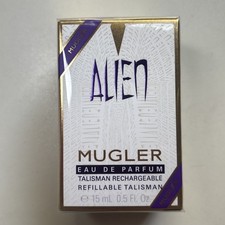 ALIEN
MUGLER
EAU DE PARFUM
TALISMAN RECHARGEABLE
REFILLABLE TALISMAN
℮ 15 mL 0.5 Fl. Oz